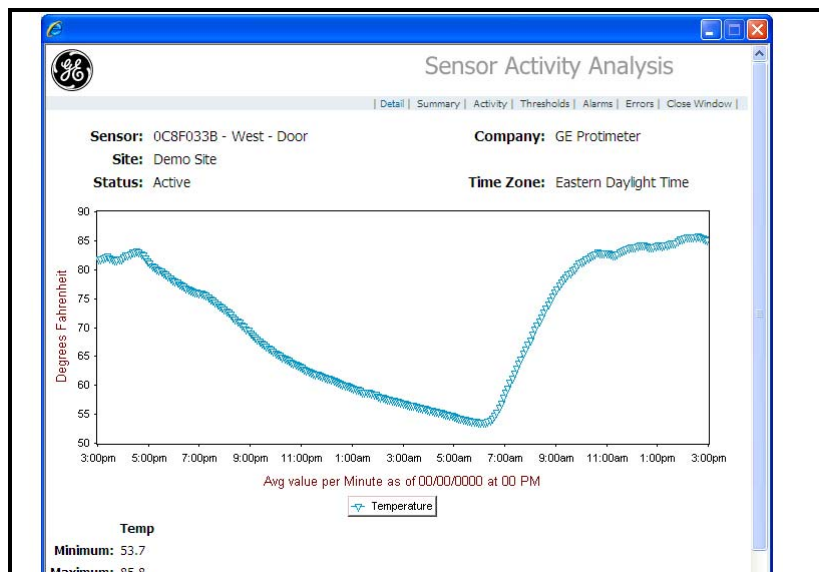 GE
Sensor Activity Analysis
| Detail | Summary | Activity | Thresholds | Alarms | Errors | Close Window |
Sensor: 0C8F033B - West - Door
Company: GE Protimeter
Site: Demo Site
Status: Active
Time Zone: Eastern Daylight Time
90
85
80
75
70
65
60
55
50
Degrees Fahrenheit
3:00pm 5:00pm 7:00pm 9:00pm 11:00pm 1:00am 3:00am 5:00am 7:00am 9:00am 11:00am 1:00pm 3:00pm
Avg value per Minute as of 00/00/0000 at 00 PM
Temperature
Temp
Minimum: 53.7
Maximum: 85.8